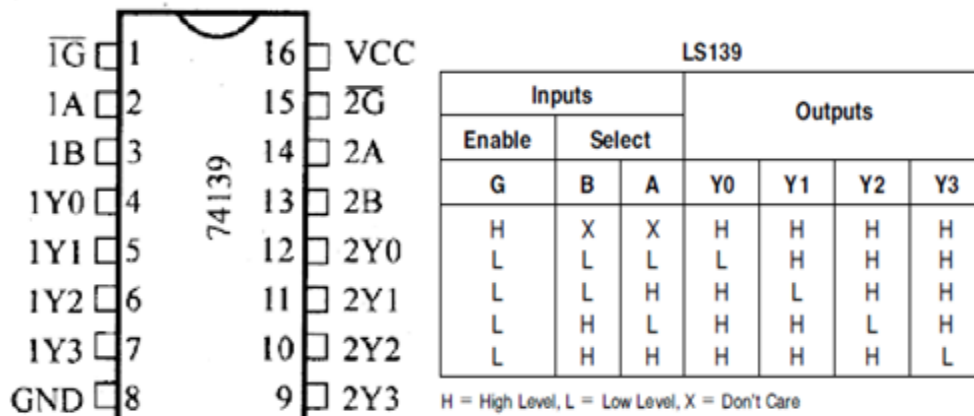 1G 1 16 VCC
1A 2 15 2G
1B 3 14 2A
1Y0 4 13 2B
1Y1 5 12 2Y0
1Y2 6 11 2Y1
1Y3 7 10 2Y2
GND 8 9 2Y3
74139
LS139
Inputs Outputs
Enable Select
G B A Y0 Y1 Y2 Y3
H X X H H H H
L L L L H H H
L L H H L H H
L H L H H L H
L H H H H H L
H = High Level, L = Low Level, X = Don't Care